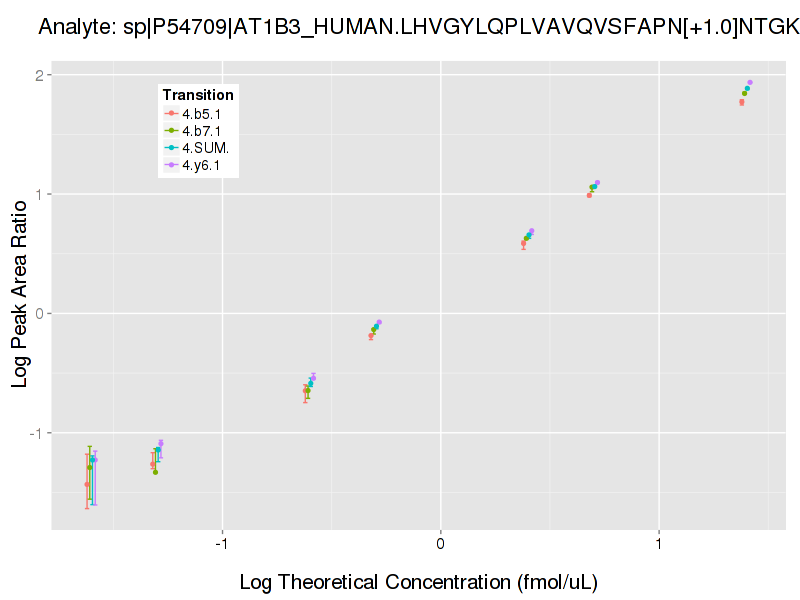 Analyte: sp|P54709|AT1B3_HUMAN.LHVGYLQPLVAVQVSFAPN[+1.0]NTGK
Transition
4.b5.1
4.b7.1
4.SUM.
4.y6.1
2
1
0
-1
Log Peak Area Ratio
-1 0 1
Log Theoretical Concentration (fmol/uL)